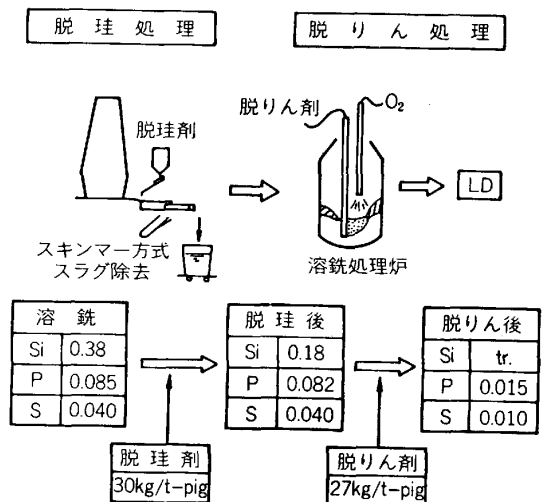 脱珪処理
脱りん処理
脱珪剤
脱りん剤
O₂
LD
スキンマー方式
スラグ除去
溶銑処理炉
溶銑
Si 0.38
P 0.085
S 0.040
脱珪後
Si 0.18
P 0.082
S 0.040
脱りん後
Si tr.
P 0.015
S 0.010
脱珪剤
30kg/t-pig
脱りん剤
27kg/t-pig